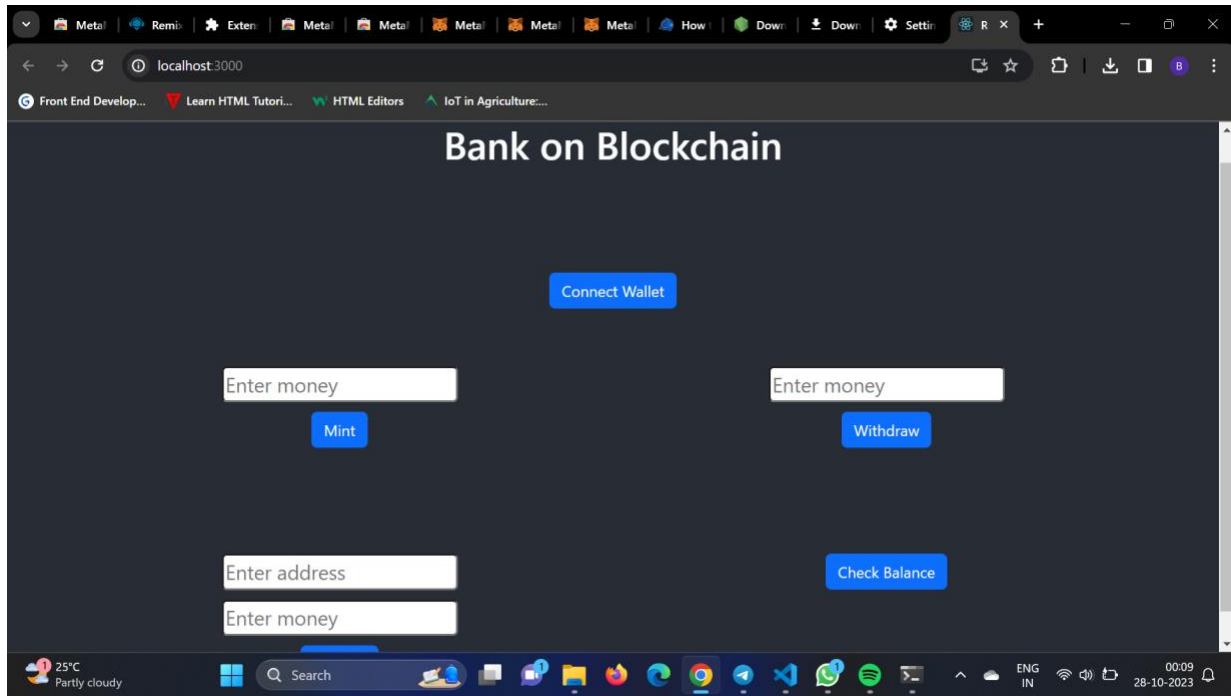 Metal Remix Exten Metal Metal Metal Metal Metal How t Down Down Settin R
localhost:3000 B
Front End Develop... Learn HTML Tutori... HTML Editors IoT in Agriculture:...
Bank on Blockchain
Connect Wallet
Enter money Enter money
Mint Withdraw
Enter address Check Balance
Enter money
1 25°C Search ENG 00:09
Partly cloudy IN 28-10-2023